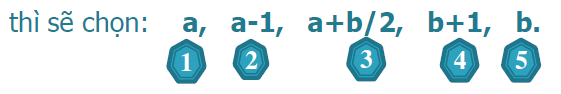 thì sẽ chọn: a, a-1, a+b/2, b+1, b.
1 2 3 4 5